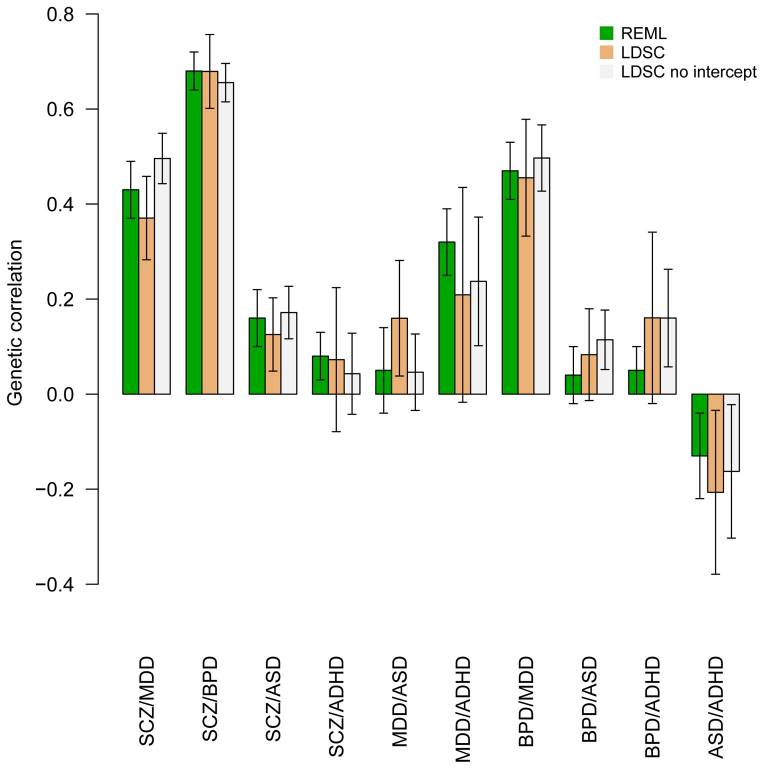 0.8
0.6
0.4
0.2
0.0
−0.2
−0.4
Genetic correlation
REML
LDSC
LDSC no intercept
SCZ/MDD
SCZ/BPD
SCZ/ASD
SCZ/ADHD
MDD/ASD
MDD/ADHD
BPD/MDD
BPD/ASD
BPD/ADHD
ASD/ADHD